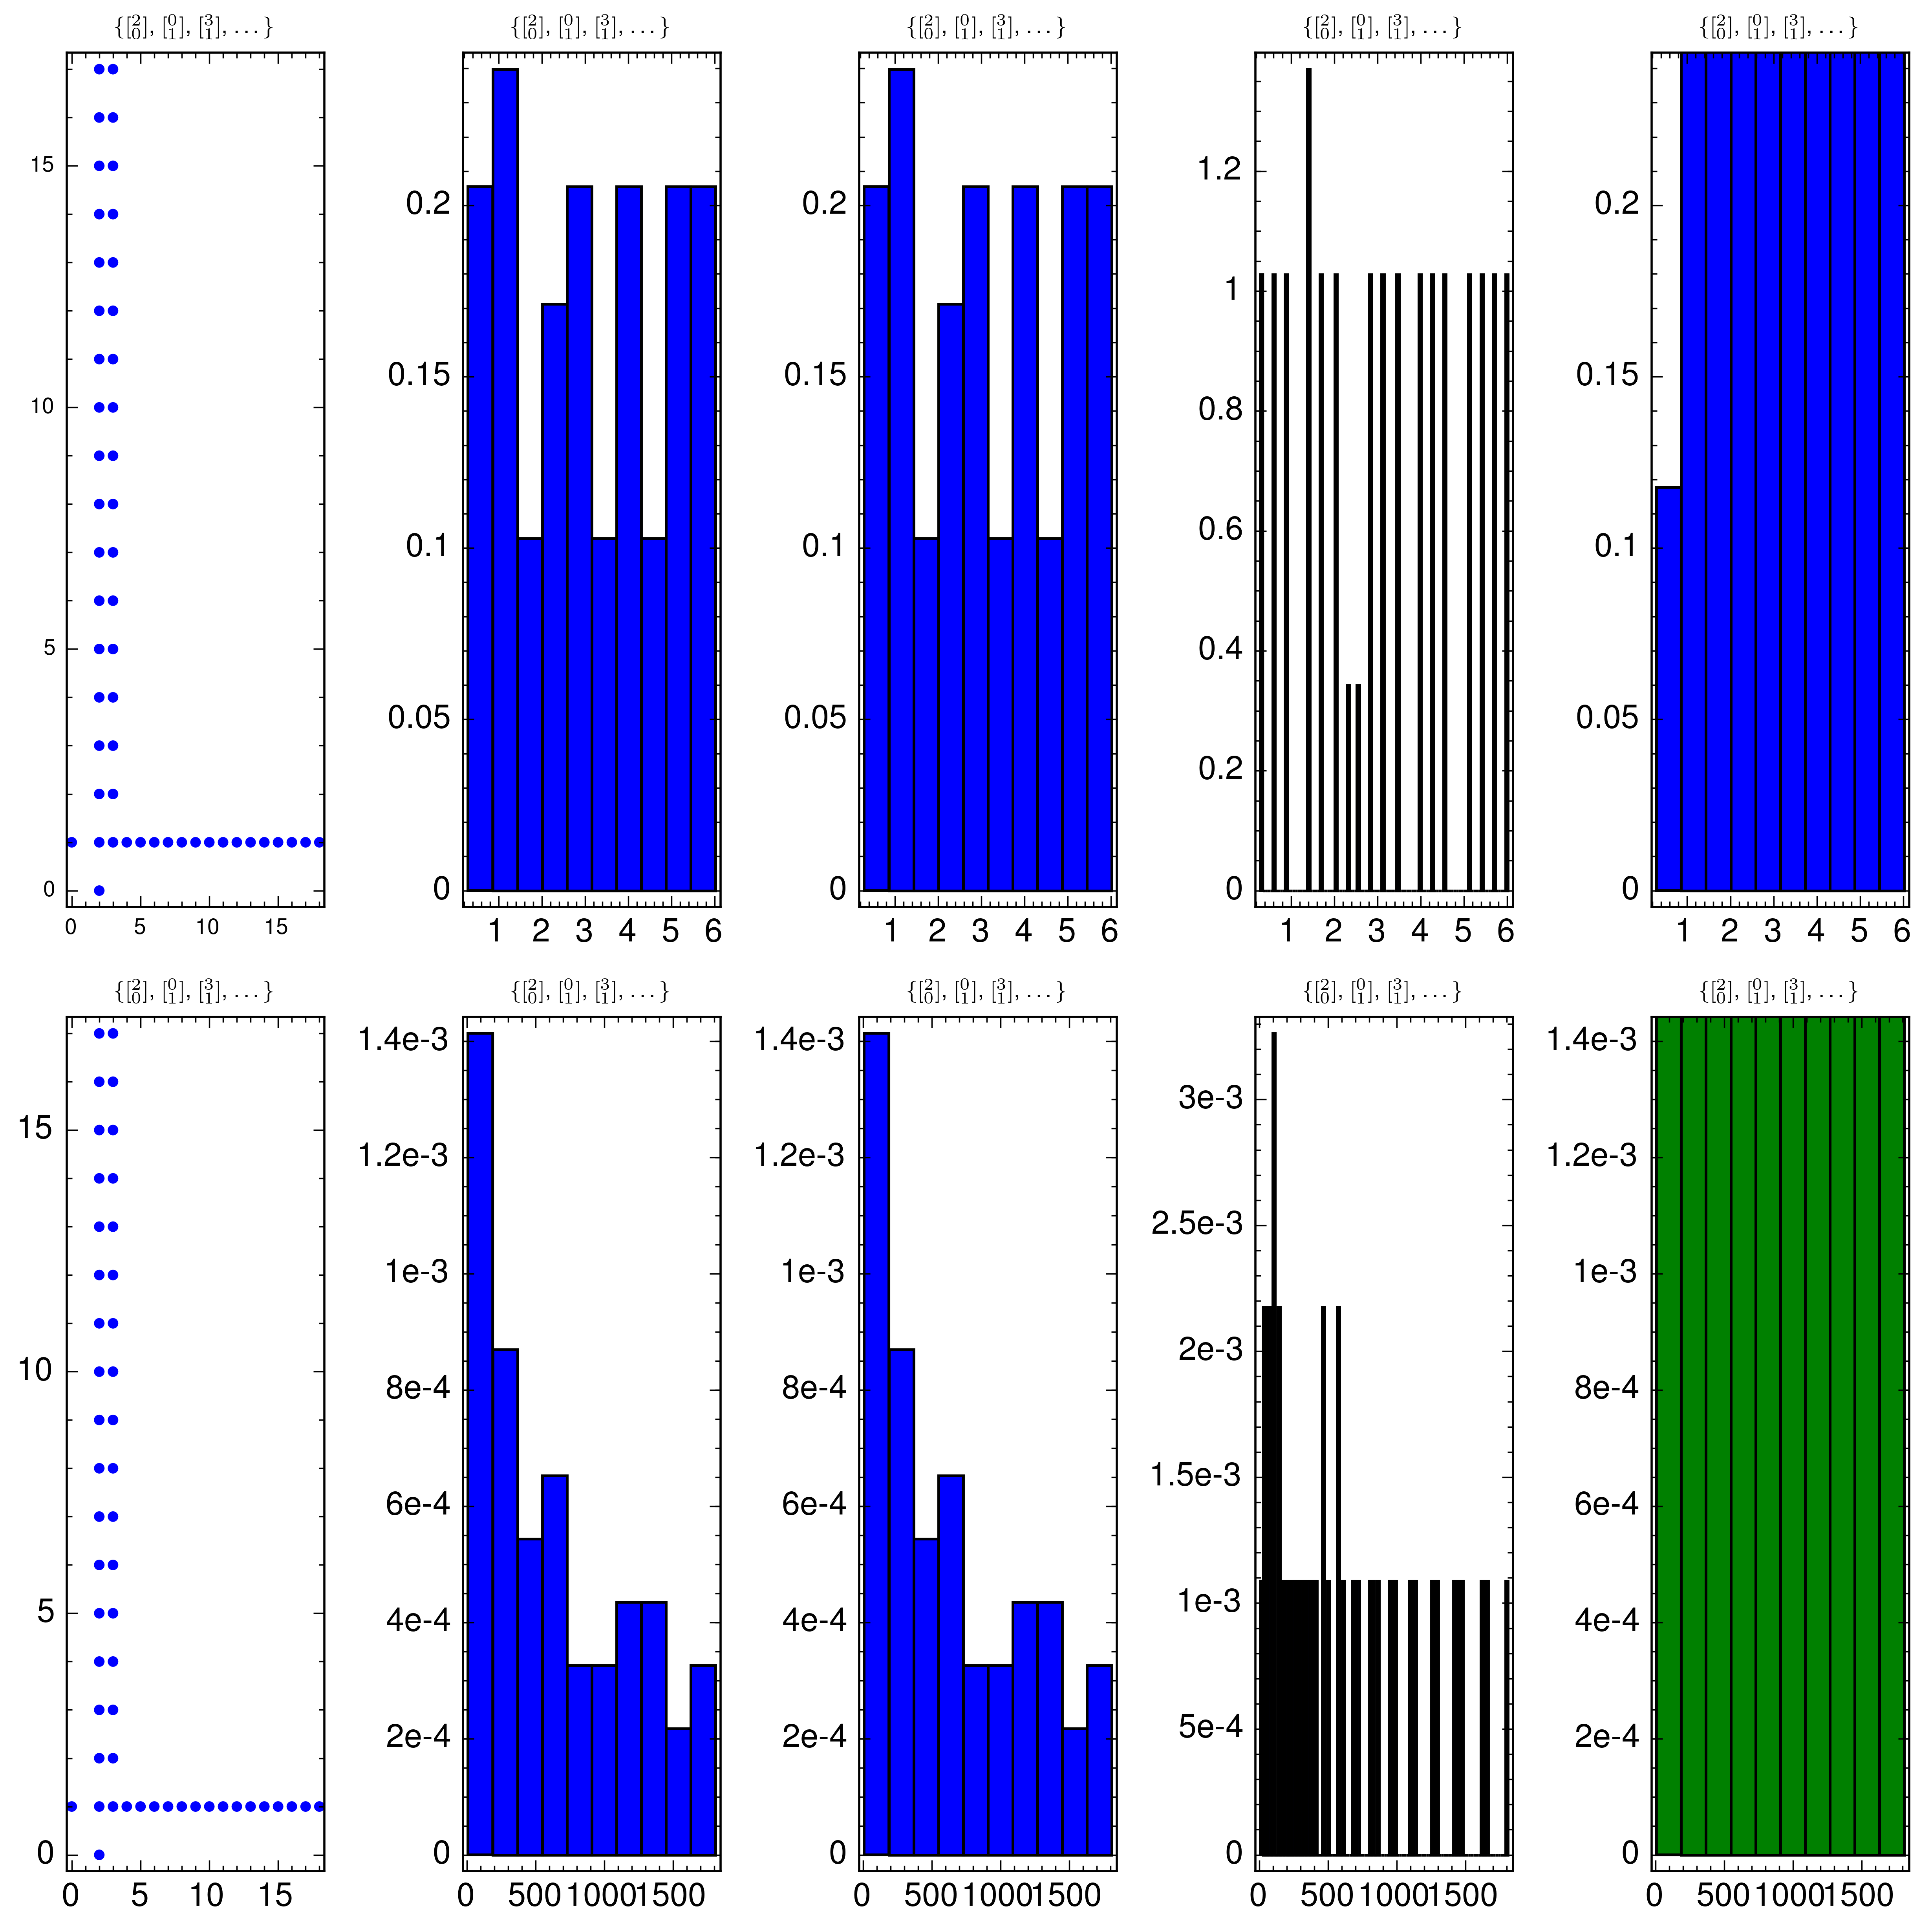 {[2 0], [0 1], [3 1], …} {[2 0], [0 1], [3 1], …} {[2 0], [0 1], [3 1], …} {[2 0], [0 1], [3 1], …} {[2 0], [0 1], [3 1], …}
15
10
5
0
0 5 10 15
0.2
0.15
0.1
0.05
0
1 2 3 4 5 6
0.2
0.15
0.1
0.05
0
1 2 3 4 5 6
1.2
1
0.8
0.6
0.4
0.2
0
1 2 3 4 5 6
0.2
0.15
0.1
0.05
0
1 2 3 4 5 6
{[2 0], [0 1], [3 1], …} {[2 0], [0 1], [3 1], …} {[2 0], [0 1], [3 1], …} {[2 0], [0 1], [3 1], …} {[2 0], [0 1], [3 1], …}
15
10
5
0
0 5 10 15
1.4e-3
1.2e-3
1e-3
8e-4
6e-4
4e-4
2e-4
0
0 500 1000 1500
1.4e-3
1.2e-3
1e-3
8e-4
6e-4
4e-4
2e-4
0
0 500 1000 1500
3e-3
2.5e-3
2e-3
1.5e-3
1e-3
5e-4
0
0 500 1000 1500
1.4e-3
1.2e-3
1e-3
8e-4
6e-4
4e-4
2e-4
0
0 500 1000 1500